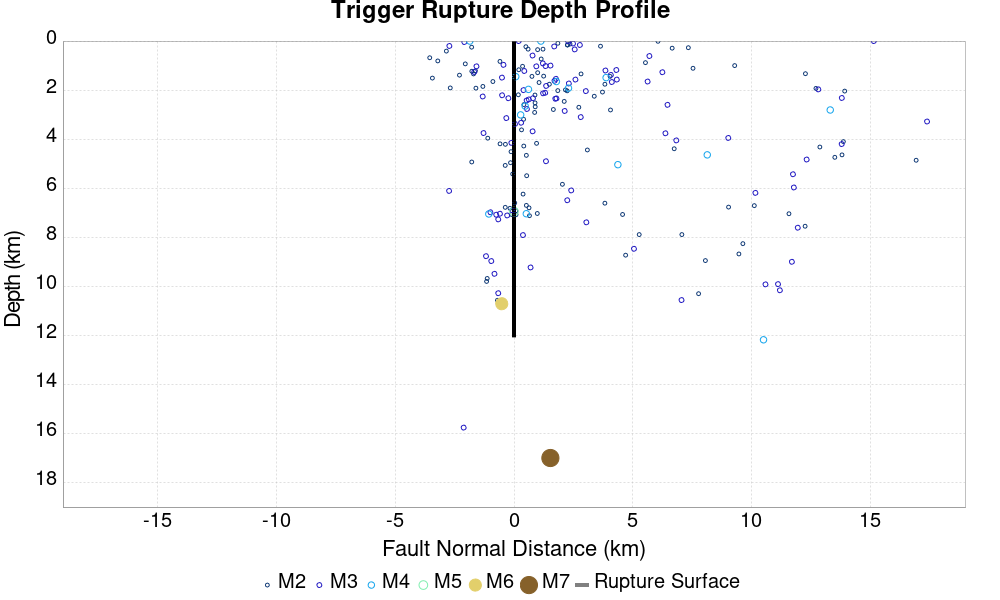 Trigger Rupture Depth Profile
0
2
4
6
8
10
12
14
16
18
Depth (km)
-15 -10 -5 0 5 10 15
Fault Normal Distance (km)
M2 M3 M4 M5 M6 M7 Rupture Surface